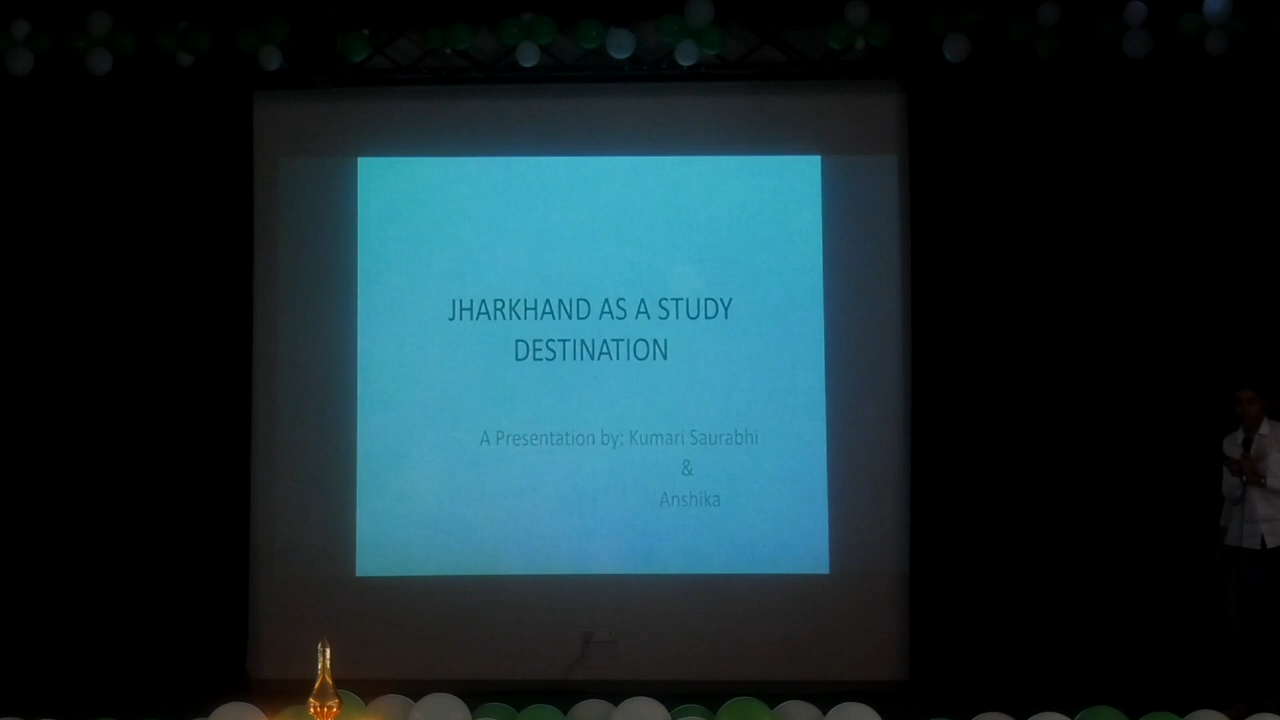 JHARKHAND AS A STUDY
DESTINATION
A Presentation by: Kumari Saurabhi
&
Anshika